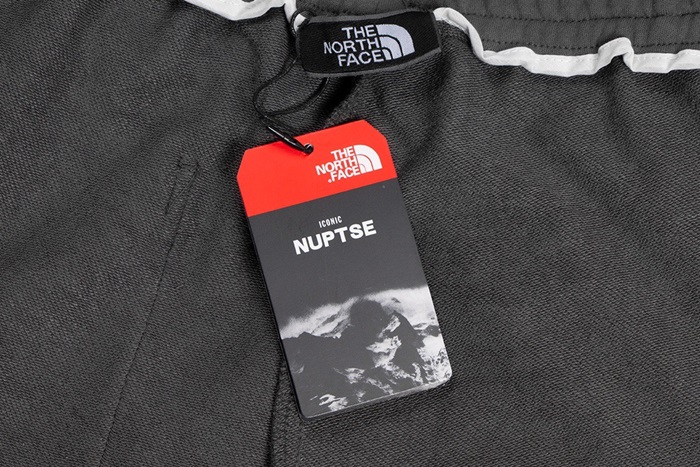 THE
NORTH
FACE
THE
NORTH
FACE
ICONIC
NUPTSE